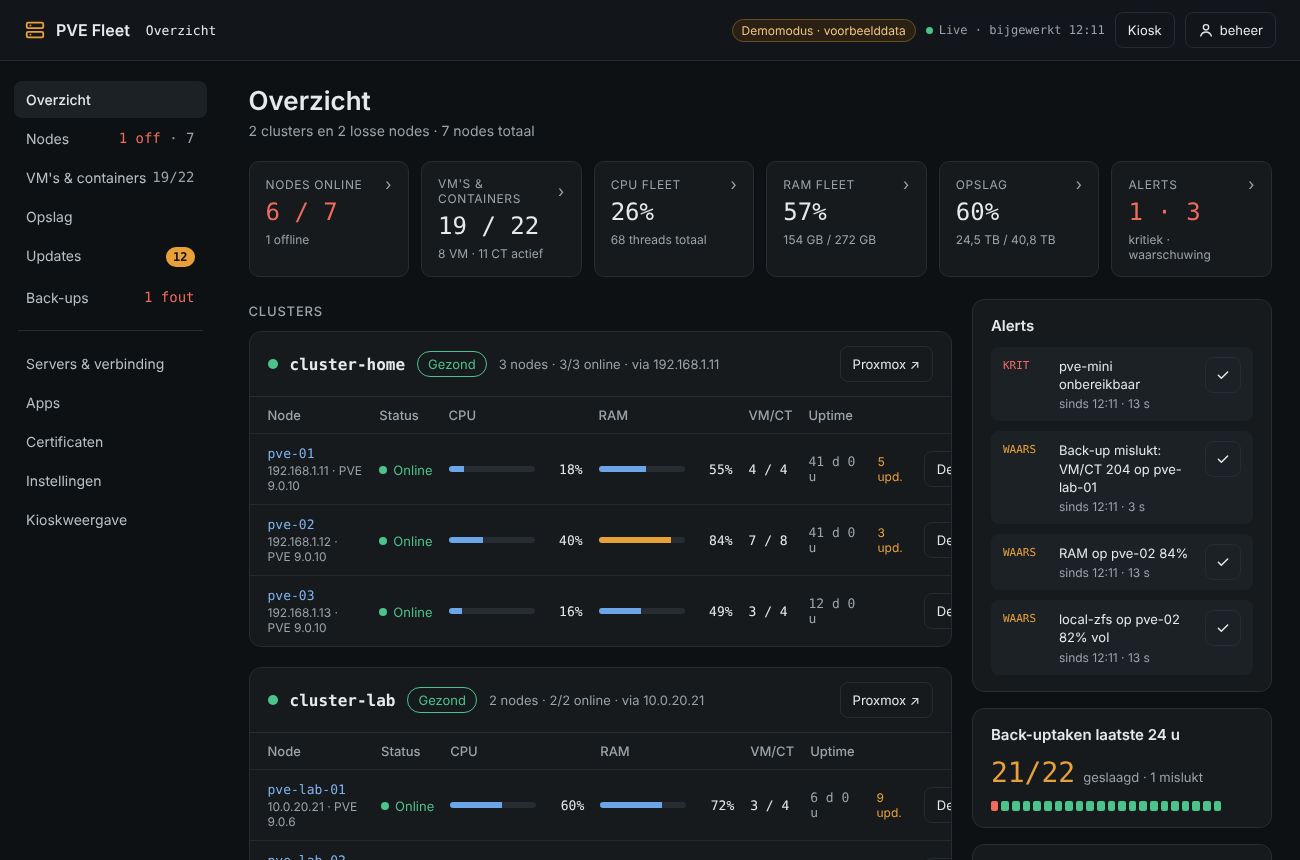 PVE Fleet Overzicht
Demomodus · voorbeelddata
Live · bijgewerkt 12:11
Kiosk
beheer
Overzicht
Nodes 1 off · 7
VM's & containers 19/22
Opslag
Updates 12
Back-ups 1 fout
Servers & verbinding
Apps
Certificaten
Instellingen
Kioskweergave
Overzicht
2 clusters en 2 losse nodes · 7 nodes totaal
NODES ONLINE
6 / 7
1 offline
VM'S &
CONTAINERS
19 / 22
8 VM · 11 CT actief
CPU FLEET
26%
68 threads totaal
RAM FLEET
57%
154 GB / 272 GB
OPSLAG
60%
24,5 TB / 40,8 TB
ALERTS
1 · 3
kritiek ·
waarschuwing
CLUSTERS
cluster-home Gezond 3 nodes · 3/3 online · via 192.168.1.11 Proxmox ↗
Node Status CPU RAM VM/CT Uptime
pve-01
192.168.1.11 · PVE
9.0.10
Online 18% 55% 4 / 4
41 d 0
u
5
upd.
De
pve-02
192.168.1.12 ·
PVE 9.0.10
Online 40% 84% 7 / 8
41 d 0
u
3
upd.
De
pve-03
192.168.1.13 ·
PVE 9.0.10
Online 16% 49% 3 / 4
12 d 0
u
De
cluster-lab Gezond 2 nodes · 2/2 online · via 10.0.20.21 Proxmox ↗
Node Status CPU RAM VM/CT Uptime
pve-lab-01
10.0.20.21 · PVE
9.0.6
Online 60% 72% 3 / 4
6 d 0
u
9
upd.
De
pve-lab-02
Alerts
KRIT
pve-mini
onbereikbaar
sinds 12:11 · 13 s
WAARS
Back-up mislukt:
VM/CT 204 op pve-
lab-01
sinds 12:11 · 3 s
WAARS
RAM op pve-02 84%
sinds 12:11 · 13 s
WAARS
local-zfs op pve-02
82% vol
sinds 12:11 · 13 s
Back-uptaken laatste 24 u
21/22 geslaagd · 1 mislukt